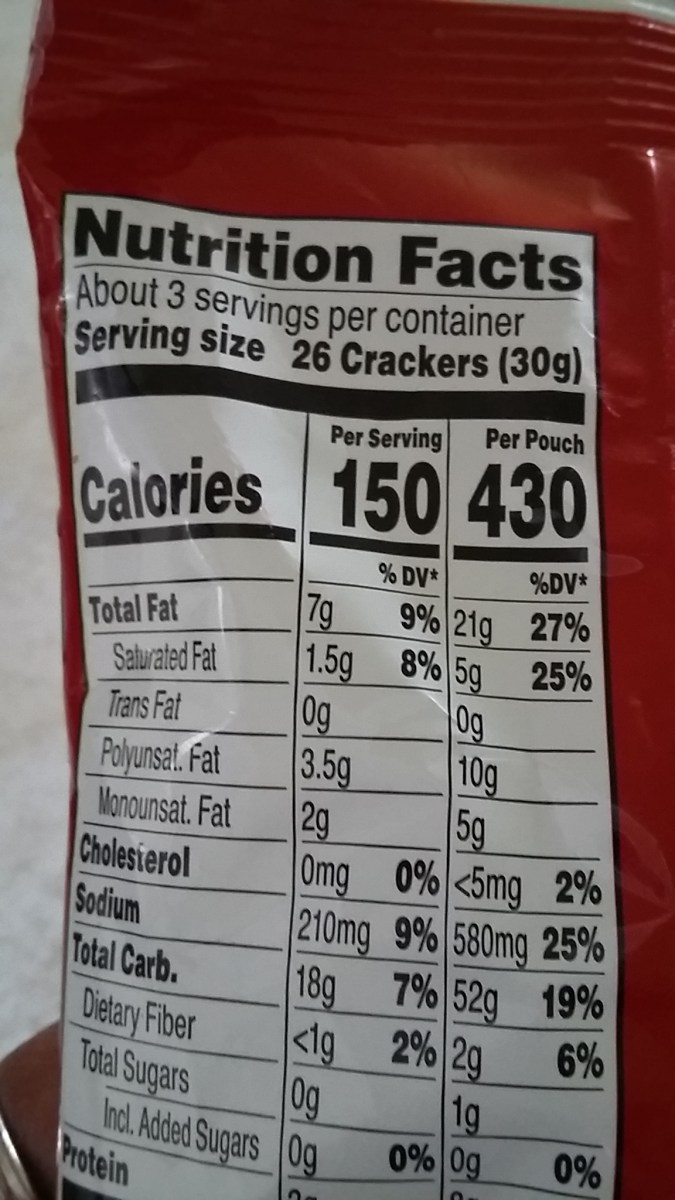 Nutrition Facts
About 3 servings per container
Serving size 26 Crackers (30g)
Per Serving Per Pouch
Calories 150 430
% DV* %DV*
Total Fat 7g 9% 21g 27%
Saturated Fat 1.5g 8% 5g 25%
Trans Fat 0g 0g
Polyunsat. Fat 3.5g 10g
Monounsat. Fat 2g 5g
Cholesterol 0mg 0% <5mg 2%
Sodium 210mg 9% 580mg 25%
Total Carb. 18g 7% 52g 19%
Dietary Fiber <1g 2% 2g 6%
Total Sugars 0g 1g
Incl. Added Sugars 0g 0% 0g 0%
Protein